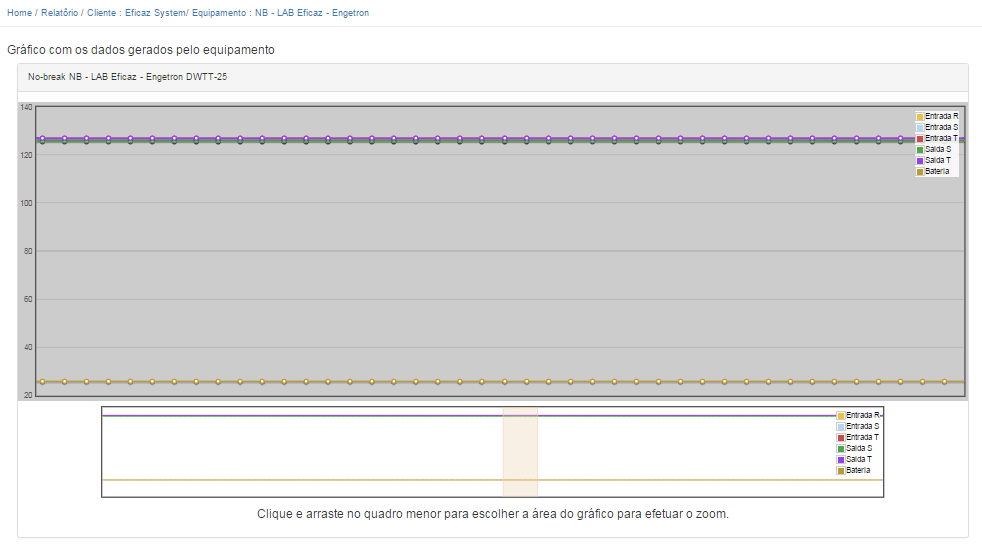 Home / Relatório / Cliente : Eficaz System/ Equipamento : NB - LAB Eficaz - Engetron
Gráfico com os dados gerados pelo equipamento
No-break NB - LAB Eficaz - Engetron DWTT-25
140
120
100
80
60
40
20
Entrada R
Entrada S
Entrada T
Saída S
Saída T
Bateria
Entrada R
Entrada S
Entrada T
Saída S
Saída T
Bateria
Clique e arraste no quadro menor para escolher a área do gráfico para efetuar o zoom.